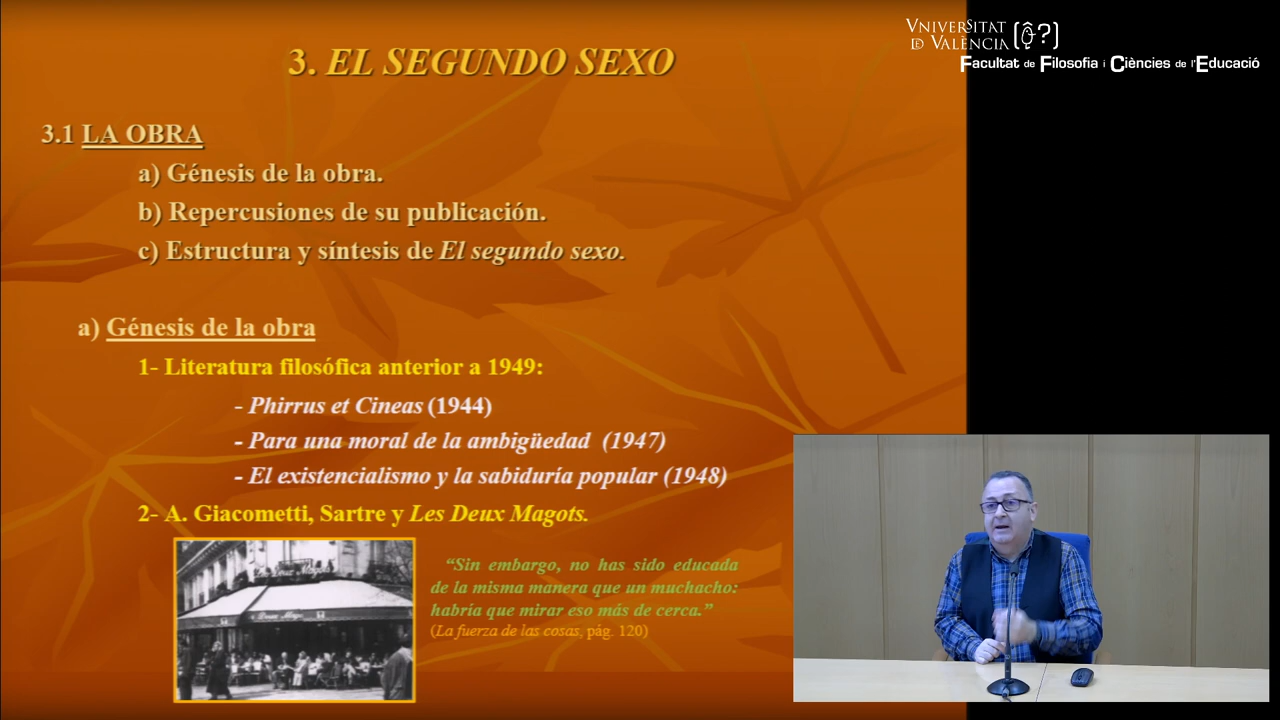 VNIVERSITAT
DE VALÈNCIA
Facultat de Filosofia i Ciències de l'Educació
3. EL SEGUNDO SEXO
3.1 LA OBRA
a) Génesis de la obra.
b) Repercusiones de su publicación.
c) Estructura y síntesis de El segundo sexo.
a) Génesis de la obra
1- Literatura filosófica anterior a 1949:
- Phirrus et Cineas (1944)
- Para una moral de la ambigüedad (1947)
- El existencialismo y la sabiduría popular (1948)
2- A. Giacometti, Sartre y Les Deux Magots.
“Sin embargo, no has sido educada
de la misma manera que un muchacho:
habría que mirar eso más de cerca.”
(La fuerza de las cosas, pág. 120)